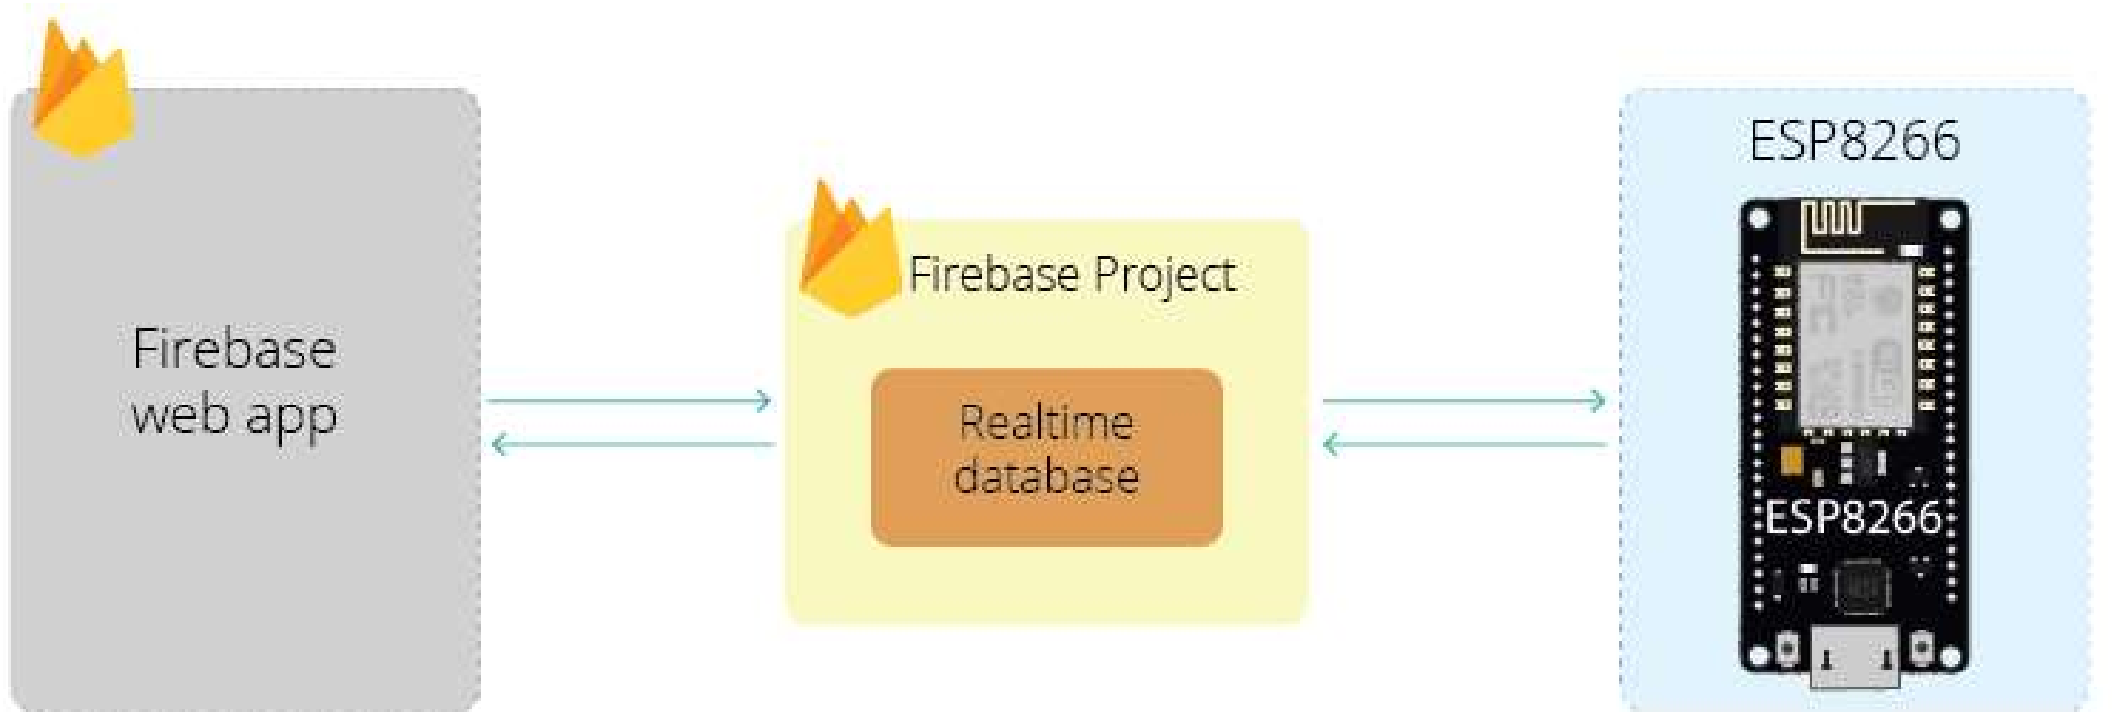 Firebase
web app
Firebase Project
Realtime
database
ESP8266
ESP8266